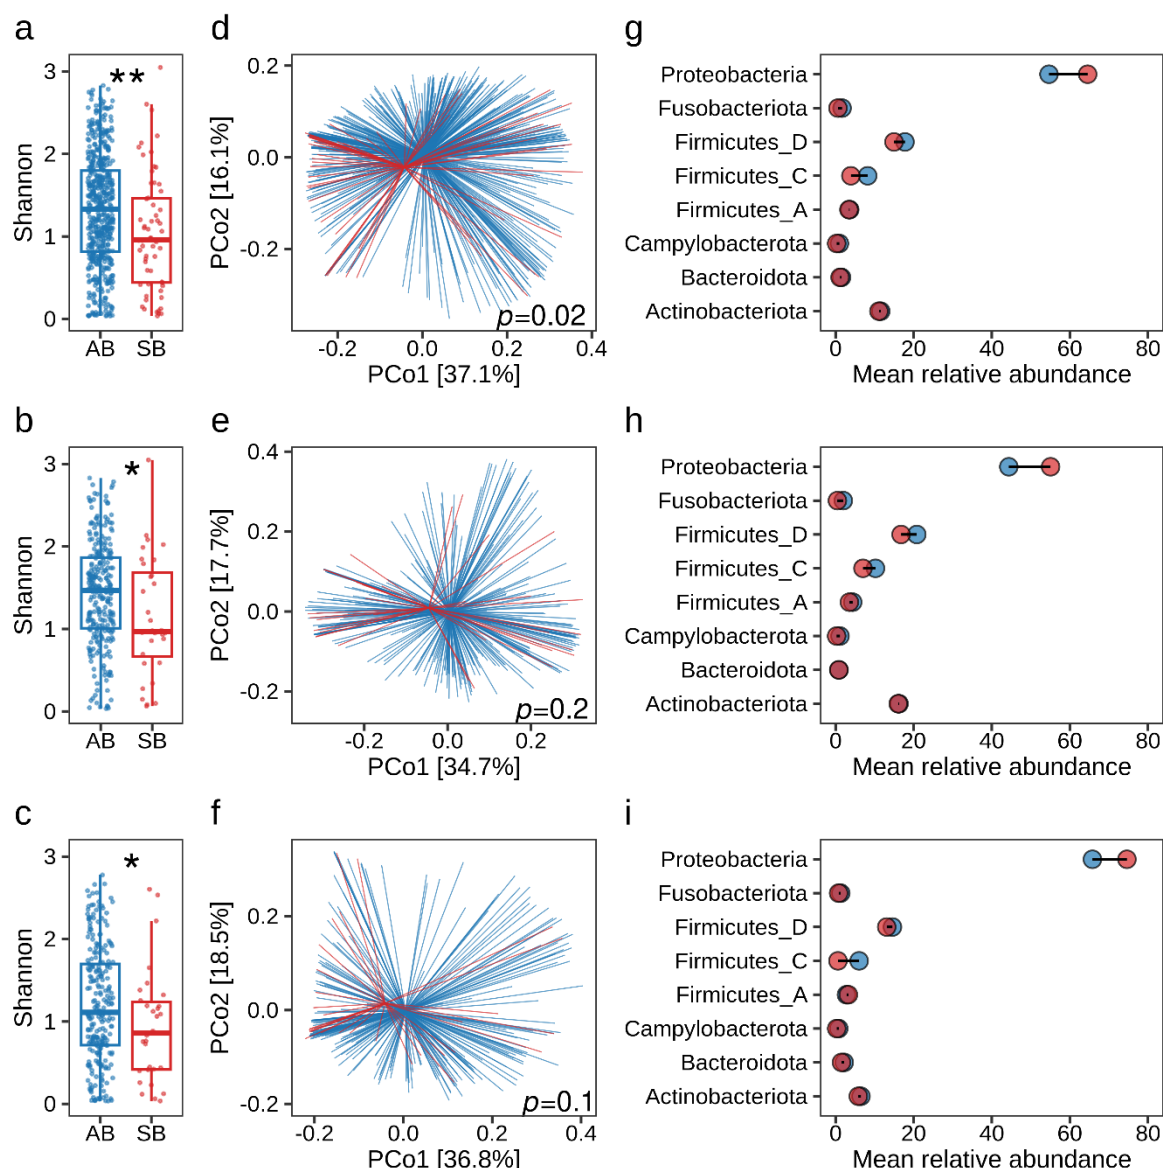 a
Shannon
3
2
1
0
**
AB
SB
d
PCo2 [16.1%]
0.2
0.0
-0.2
p=0.02
-0.2
0.0
0.2
0.4
PCo1 [37.1%]
g
Proteobacteria
Fusobacteriota
Firmicutes_D
Firmicutes_C
Firmicutes_A
Campylobacterota
Bacteroidota
Actinobacteriota
0
20
40
60
80
Mean relative abundance
b
Shannon
3
2
1
0
*
AB
SB
e
PCo2 [17.7%]
0.4
0.2
0.0
-0.2
p=0.2
-0.2
0.0
0.2
PCo1 [34.7%]
h
Proteobacteria
Fusobacteriota
Firmicutes_D
Firmicutes_C
Firmicutes_A
Campylobacterota
Bacteroidota
Actinobacteriota
0
20
40
60
80
Mean relative abundance
c
Shannon
3
2
1
0
*
AB
SB
f
PCo2 [18.5%]
0.2
0.0
-0.2
p=0.1
-0.2
0.0
0.2
0.4
PCo1 [36.8%]
i
Proteobacteria
Fusobacteriota
Firmicutes_D
Firmicutes_C
Firmicutes_A
Campylobacterota
Bacteroidota
Actinobacteriota
0
20
40
60
80
Mean relative abundance